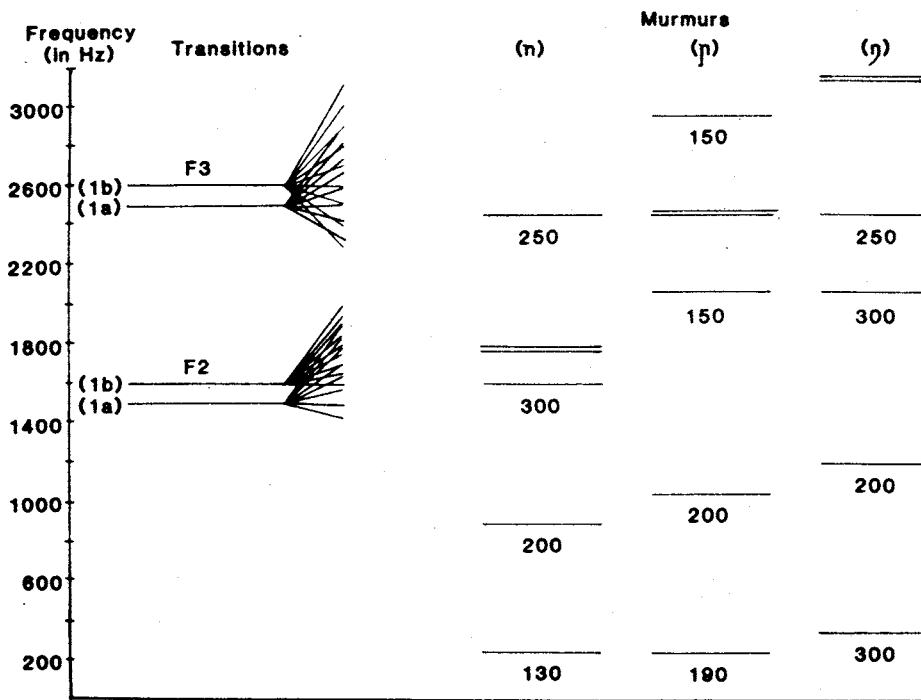 Murmurs
Frequency
(in Hz)
Transitions
(n) (ɲ) (ŋ)
3000
150
F3
2600 (1b)
(1a)
250 250
2200
150 300
1800
F2
(1b)
(1a)
300
1400
200
1000
200
200
600
300
200
130 190